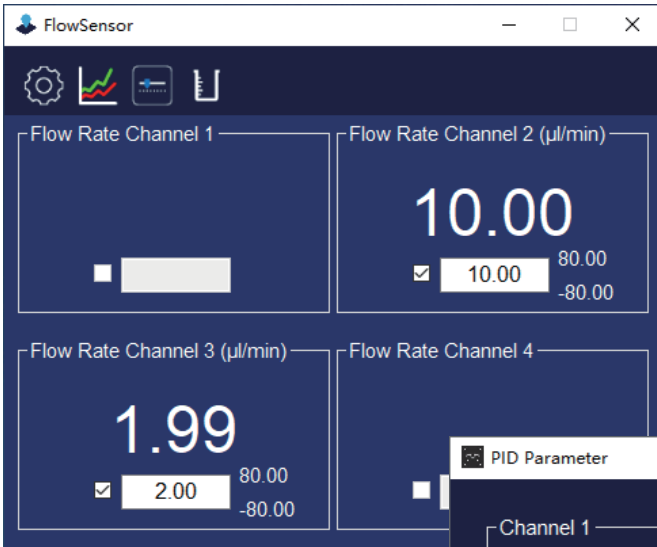 FlowSensor
Flow Rate Channel 1
Flow Rate Channel 2 (µl/min)
10.00
10.00
80.00
-80.00
Flow Rate Channel 3 (µl/min)
1.99
2.00
80.00
-80.00
Flow Rate Channel 4
PID Parameter
Channel 1